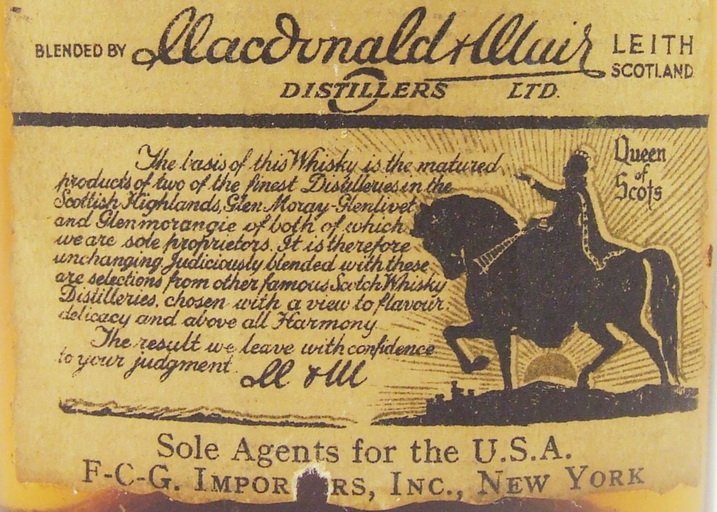 BLENDED BY Macdonald & Muir LEITH
SCOTLAND
DISTILLERS LTD.
Queen
of
Scots
The basis of this Whisky is the matured
products of two of the finest Distilleries in the
Scottish Highlands, Glen Moray-Glenlivet
and Glenmorangie of both of which
we are sole proprietors. It is therefore
unchanging Judiciously blended with these
are selections from other famous Scotch Whisky
Distilleries, chosen with a view to flavour,
delicacy and above all Harmony
The result we leave with confidence
to your judgment M & M
Sole Agents for the U.S.A.
F-C-G. IMPOR RS, INC., NEW YORK